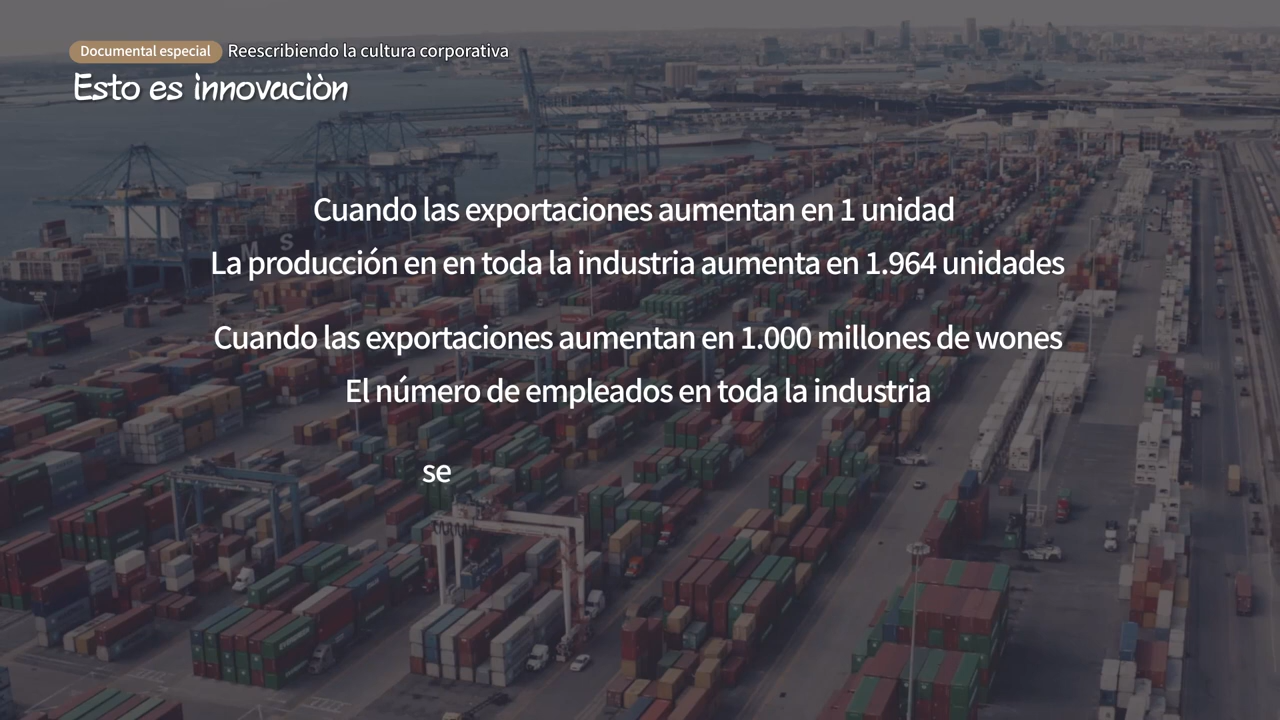 Documental especial Reescribiendo la cultura corporativa
Esto es innovaciòn
Cuando las exportaciones aumentan en 1 unidad
La producción en en toda la industria aumenta en 1.964 unidades
Cuando las exportaciones aumentan en 1.000 millones de wones
El número de empleados en toda la industria
se
M S